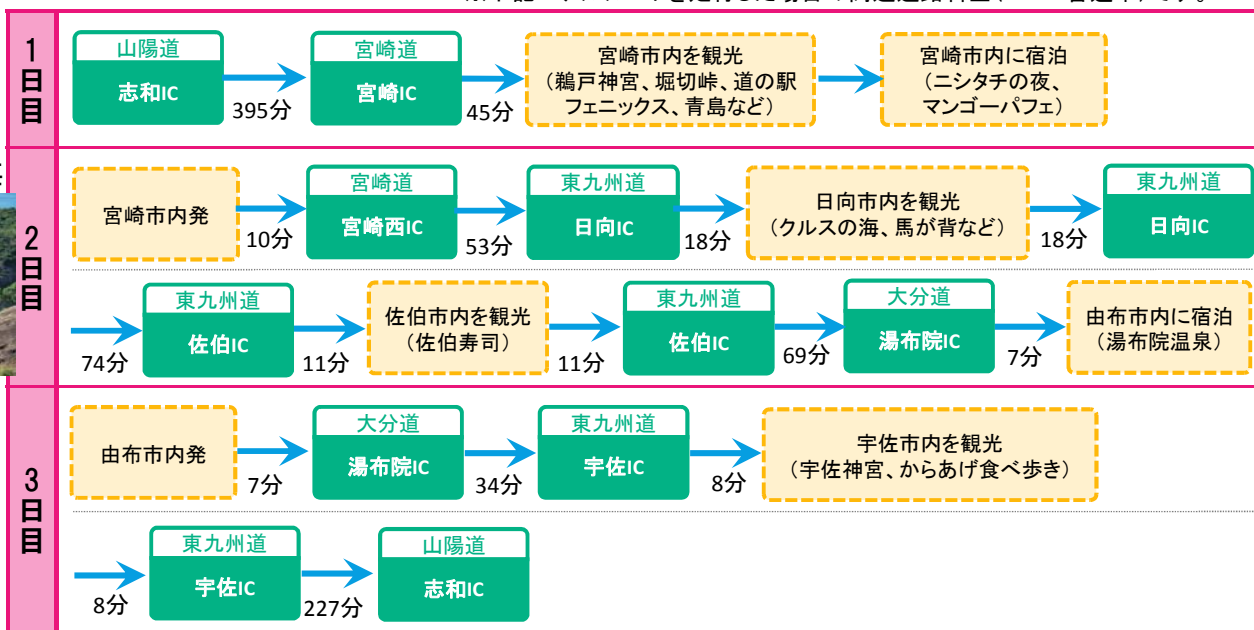 1
日
目
山陽道
志和IC
395分
宮崎道
宮崎IC
45分
宮崎市内を観光
(鵜戸神宮、堀切峠、道の駅
フェニックス、青島など)
宮崎市内に宿泊
(ニシタチの夜、
マンゴーパフェ)
2
日
目
宮崎市内発
10分
宮崎道
宮崎西IC
53分
東九州道
日向IC
18分
日向市内を観光
(クルスの海、馬が背など)
18分
東九州道
日向IC
74分
東九州道
佐伯IC
11分
佐伯市内を観光
(佐伯寿司)
11分
東九州道
佐伯IC
69分
大分道
湯布院IC
7分
由布市内に宿泊
(湯布院温泉)
3
日
目
由布市内発
7分
大分道
湯布院IC
34分
東九州道
宇佐IC
8分
宇佐市内を観光
(宇佐神宮、からあげ食べ歩き)
8分
東九州道
宇佐IC
227分
山陽道
志和IC